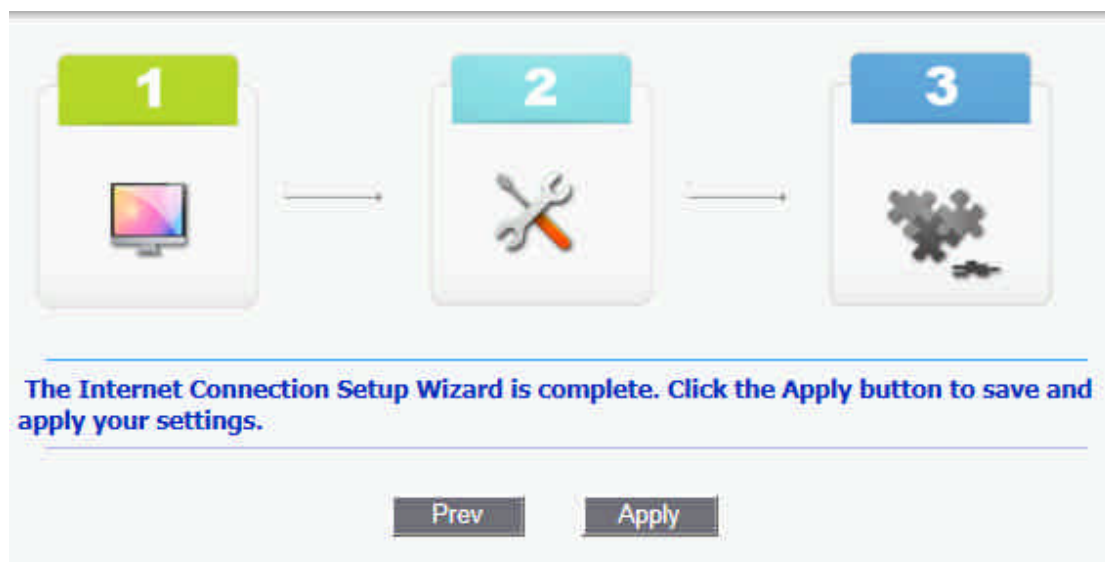 1
2
3
The Internet Connection Setup Wizard is complete. Click the Apply button to save and
apply your settings.
Prev
Apply